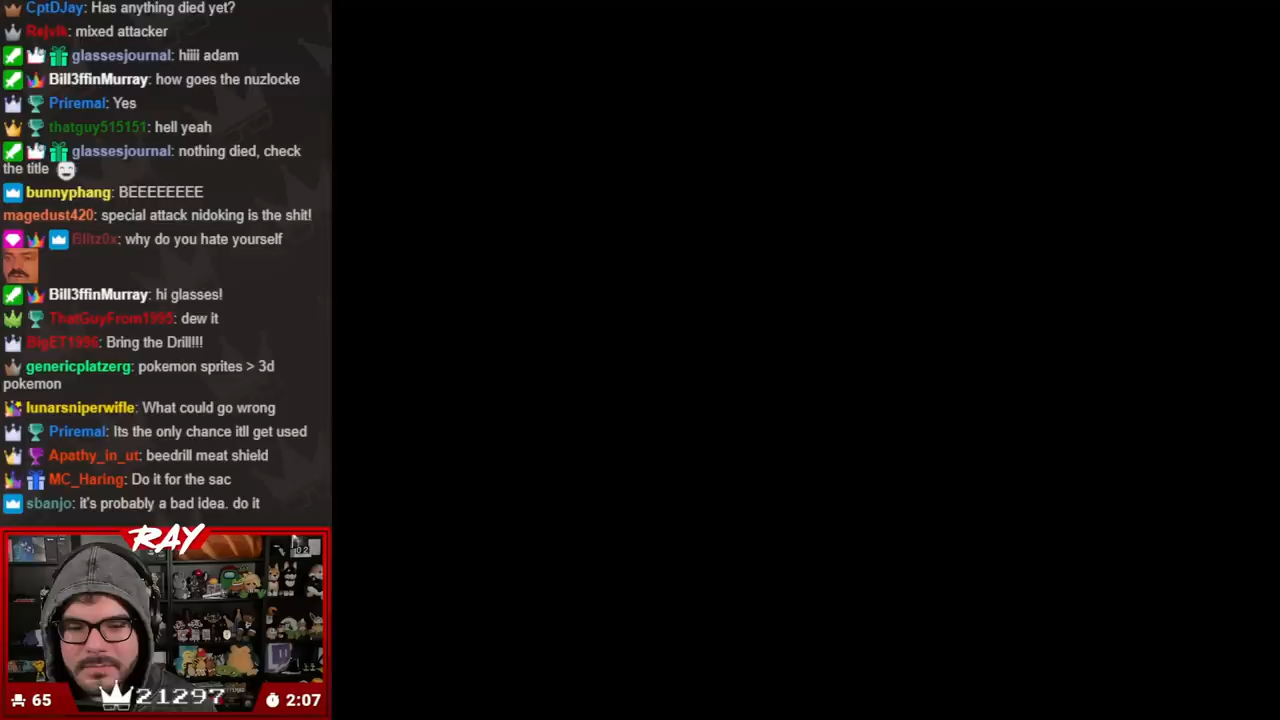 CptDJay: Has anything died yet?
Rejvik: mixed attacker
glassesjournal: hiiii adam
Bill3ffinMurray: how goes the nuzlocke
Priremal: Yes
thatguy515151: hell yeah
glassesjournal: nothing died, check
the title
bunnyphang: BEEEEEEEE
magedust420: special attack nidoking is the shit!
Blitz0x: why do you hate yourself
Bill3ffinMurray: hi glasses!
ThatGuyFrom1995: dew it
BigET1996: Bring the Drill!!!
genericplatzerg: pokemon sprites > 3d
pokemon
lunarsniperwifle: What could go wrong
Priremal: Its the only chance itll get used
Apathy_in_ut: beedrill meat shield
MC_Haring: Do it for the sac
sbanjo: it's probably a bad idea. do it
RAY
65 21297 2:07